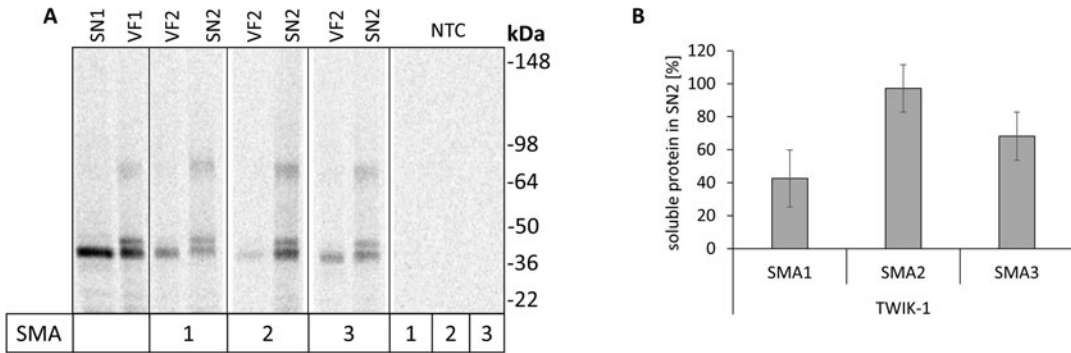 A
SN1 VF1 VF2 SN2 VF2 SN2 VF2 SN2 NTC kDa
-148
-98
-64
-50
-36
-22
SMA 1 2 3 1 2 3
B
soluble protein in SN2 [%]
120
100
80
60
40
20
0
SMA1 SMA2 SMA3
TWIK-1